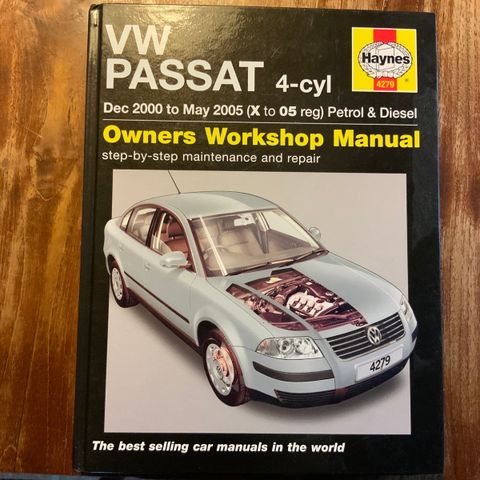 VW
PASSAT 4-cyl
Haynes
4279
Dec 2000 to May 2005 (X to 05 reg) Petrol & Diesel
Owners Workshop Manual
step-by-step maintenance and repair
4279
The best selling car manuals in the world